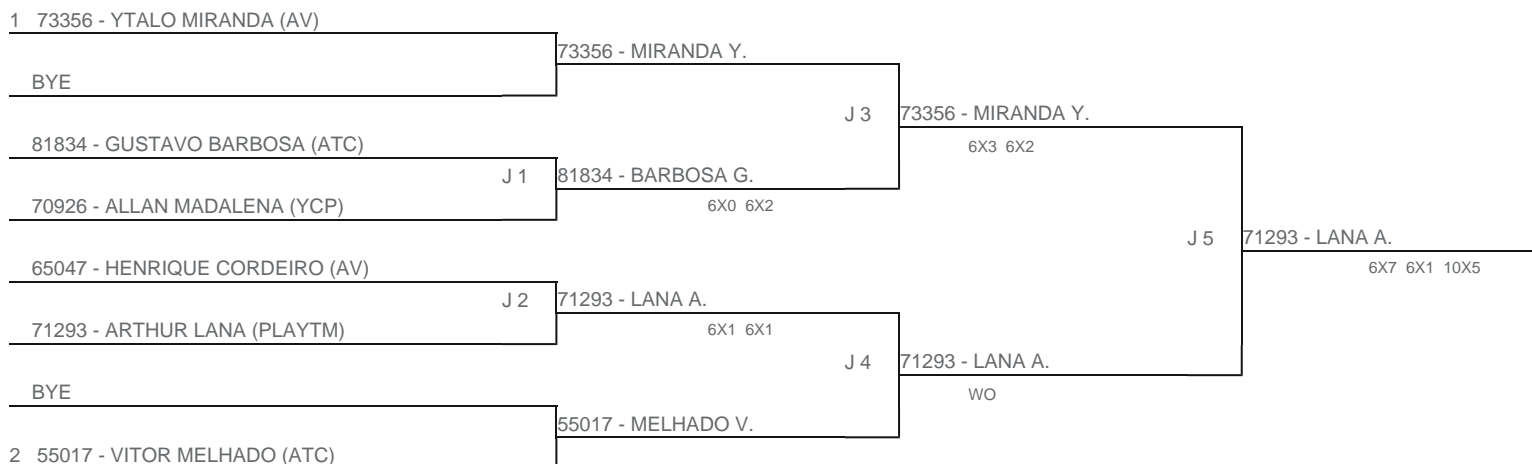 1 73356 - YTALO MIRANDA (AV)
73356 - MIRANDA Y.
BYE
J 3
73356 - MIRANDA Y.
81834 - GUSTAVO BARBOSA (ATC)
6X3 6X2
J 1
81834 - BARBOSA G.
70926 - ALLAN MADALENA (YCP)
6X0 6X2
J 5
71293 - LANA A.
65047 - HENRIQUE CORDEIRO (AV)
6X7 6X1 10X5
J 2
71293 - LANA A.
71293 - ARTHUR LANA (PLAYTM)
6X1 6X1
J 4
71293 - LANA A.
BYE
WO
55017 - MELHADO V.
2 55017 - VITOR MELHADO (ATC)